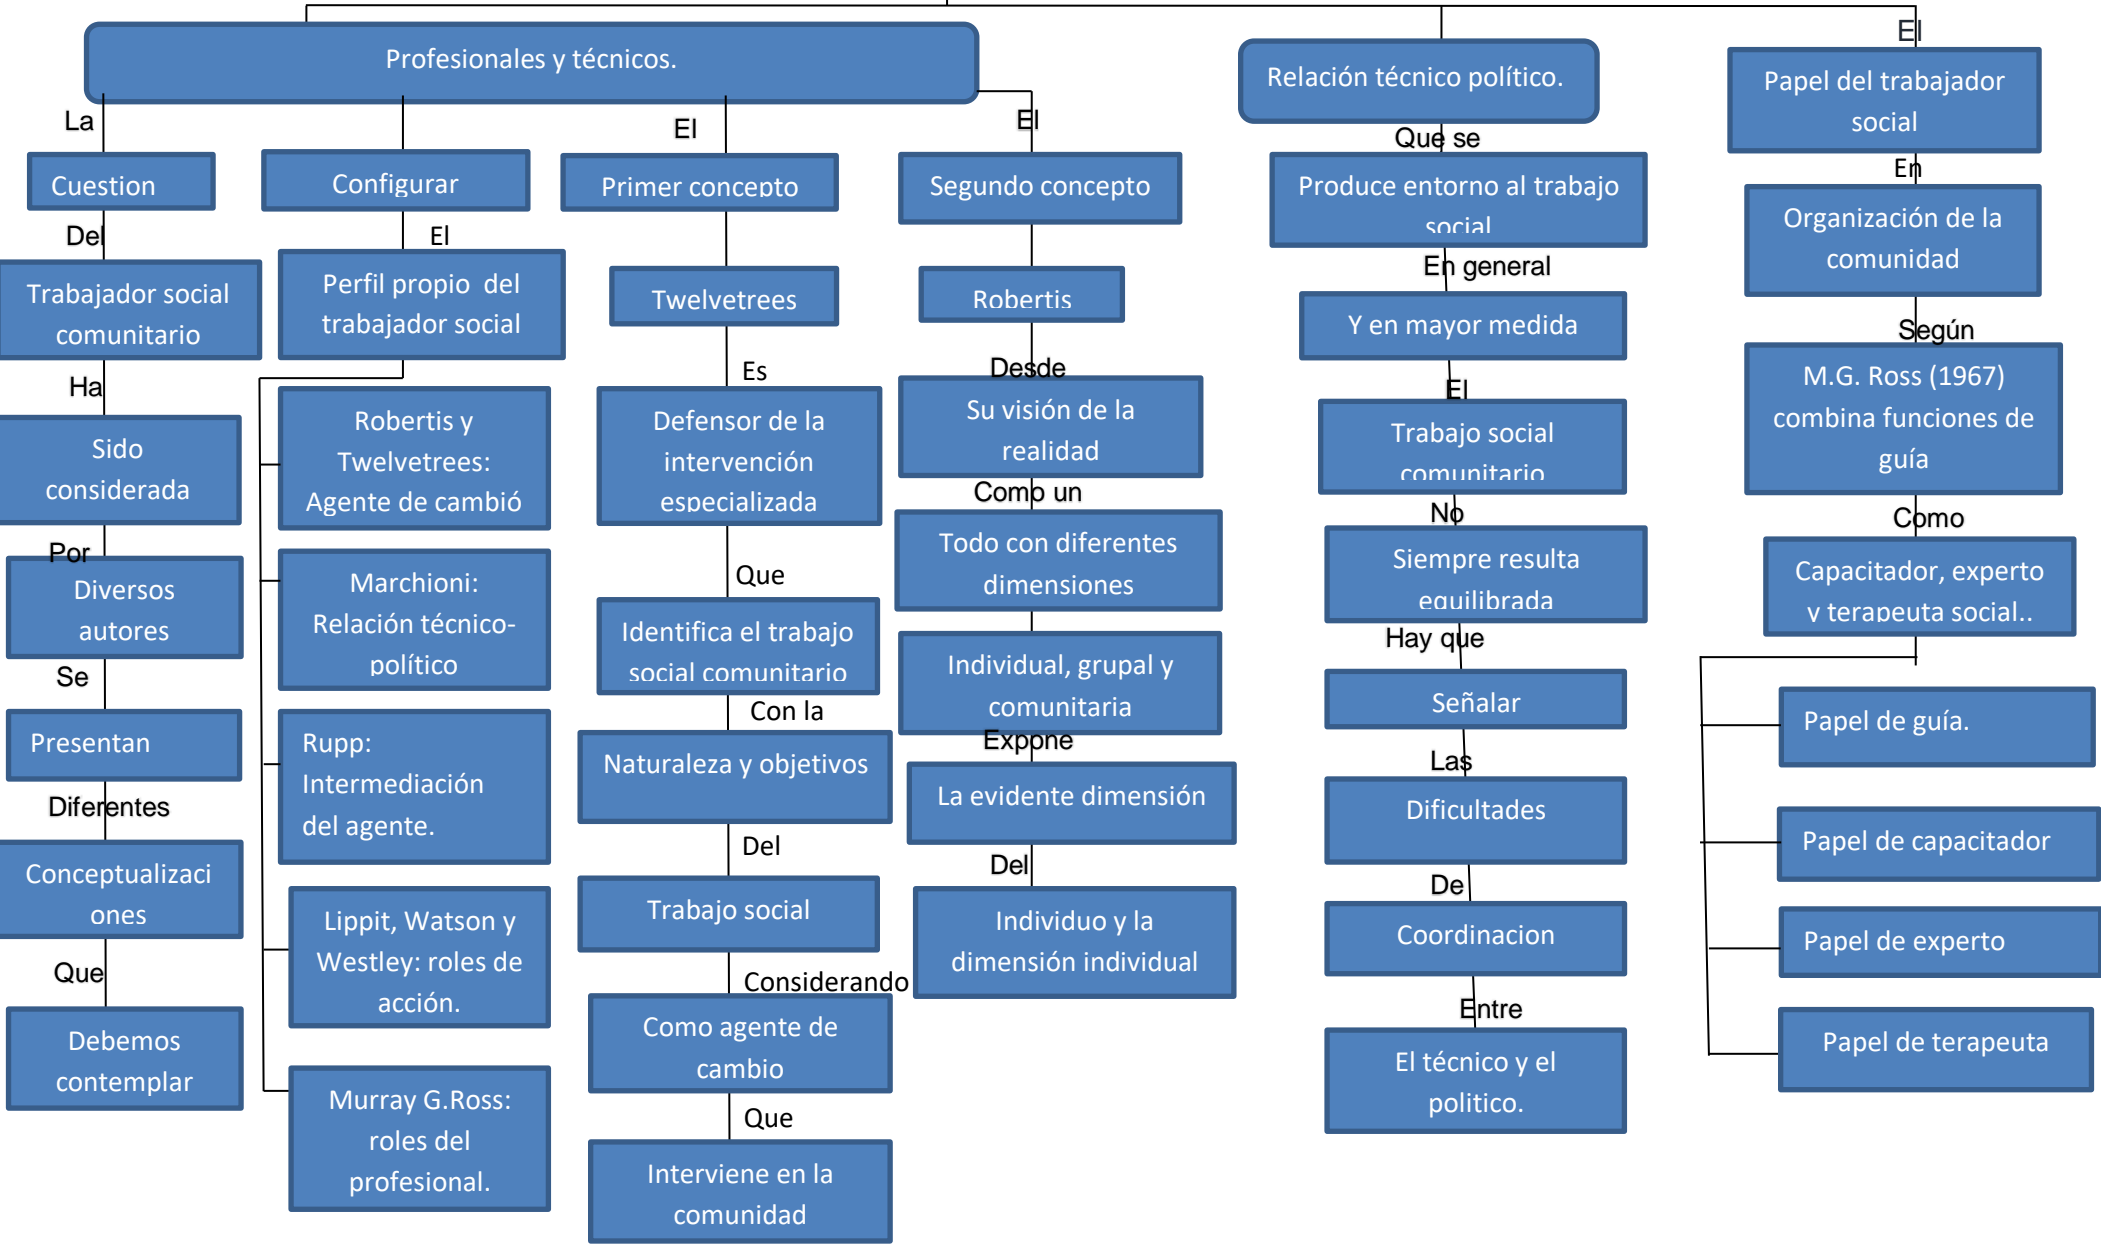 Profesionales y técnicos.
La
Cuestion
Del
Trabajador social
comunitario
Ha
Sido
considerada
Por
Diversos
autores
Se
Presentan
Diferentes
Conceptualizaci
ones
Que
Debemos
contemplar
Configurar
El
Perfil propio  del
trabajador social
Robertis y
Twelvetrees:
Agente de cambió
Marchioni:
Relación técnico-
político
Rupp:
Intermediación
del agente.
Lippit, Watson y
Westley: roles de
acción.
Murray G.Ross:
roles del
profesional.
El
Primer concepto
Twelvetrees
Es
Defensor de la
intervención
especializada
Que
Identifica el trabajo
social comunitario
Con la
Naturaleza y objetivos
Del
Trabajo social
Considerando
Como agente de
cambio
Que
Interviene en la
comunidad
El
Segundo concepto
Robertis
Desde
Su visión de la
realidad
Como un
Todo con diferentes
dimensiones
Individual, grupal y
comunitaria
Expone
La evidente dimensión
Del
Individuo y la
dimensión individual
Relación técnico político.
Que se
Produce entorno al trabajo
social
En general
Y en mayor medida
El
Trabajo social
comunitario
No
Siempre resulta
equilibrada
Hay que
Señalar
Las
Dificultades
De
Coordinacion
Entre
El técnico y el
politico.
El
Papel del trabajador
social
En
Organización de la
comunidad
Según
M.G. Ross (1967)
combina funciones de
guía
Como
Capacitador, experto
y terapeuta social..
Papel de guía.
Papel de capacitador
Papel de experto
Papel de terapeuta